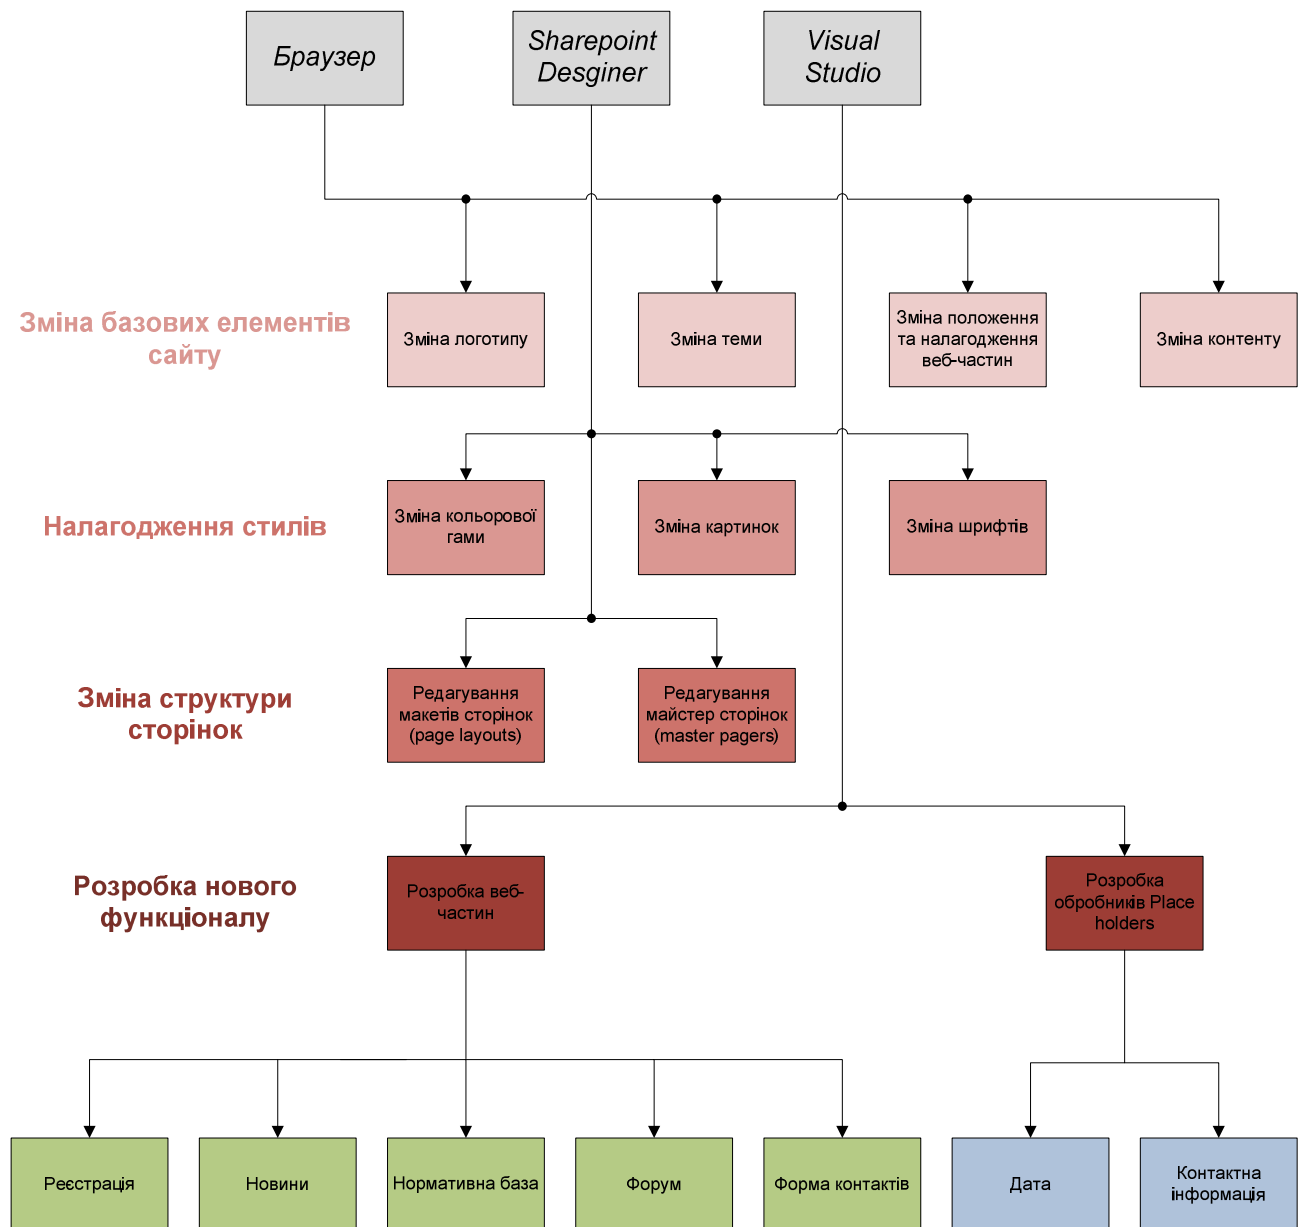 Браузер
Sharepoint
Desginer
Visual
Studio
Зміна базових елементів
сайту
Зміна логотипу
Зміна теми
Зміна положення
та налагодження
веб-частин
Зміна контенту
Налагодження стилів
Зміна кольорової
гами
Зміна картинок
Зміна шрифтів
Зміна структури
сторінок
Редагування
макетів сторінок
(page layouts)
Редагування
майстер сторінок
(master pagers)
Розробка нового
функціоналу
Розробка веб-
частин
Розробка
обробників Place
holders
Реєстрація
Новини
Нормативна база
Форум
Форма контактів
Дата
Контактна
інформація